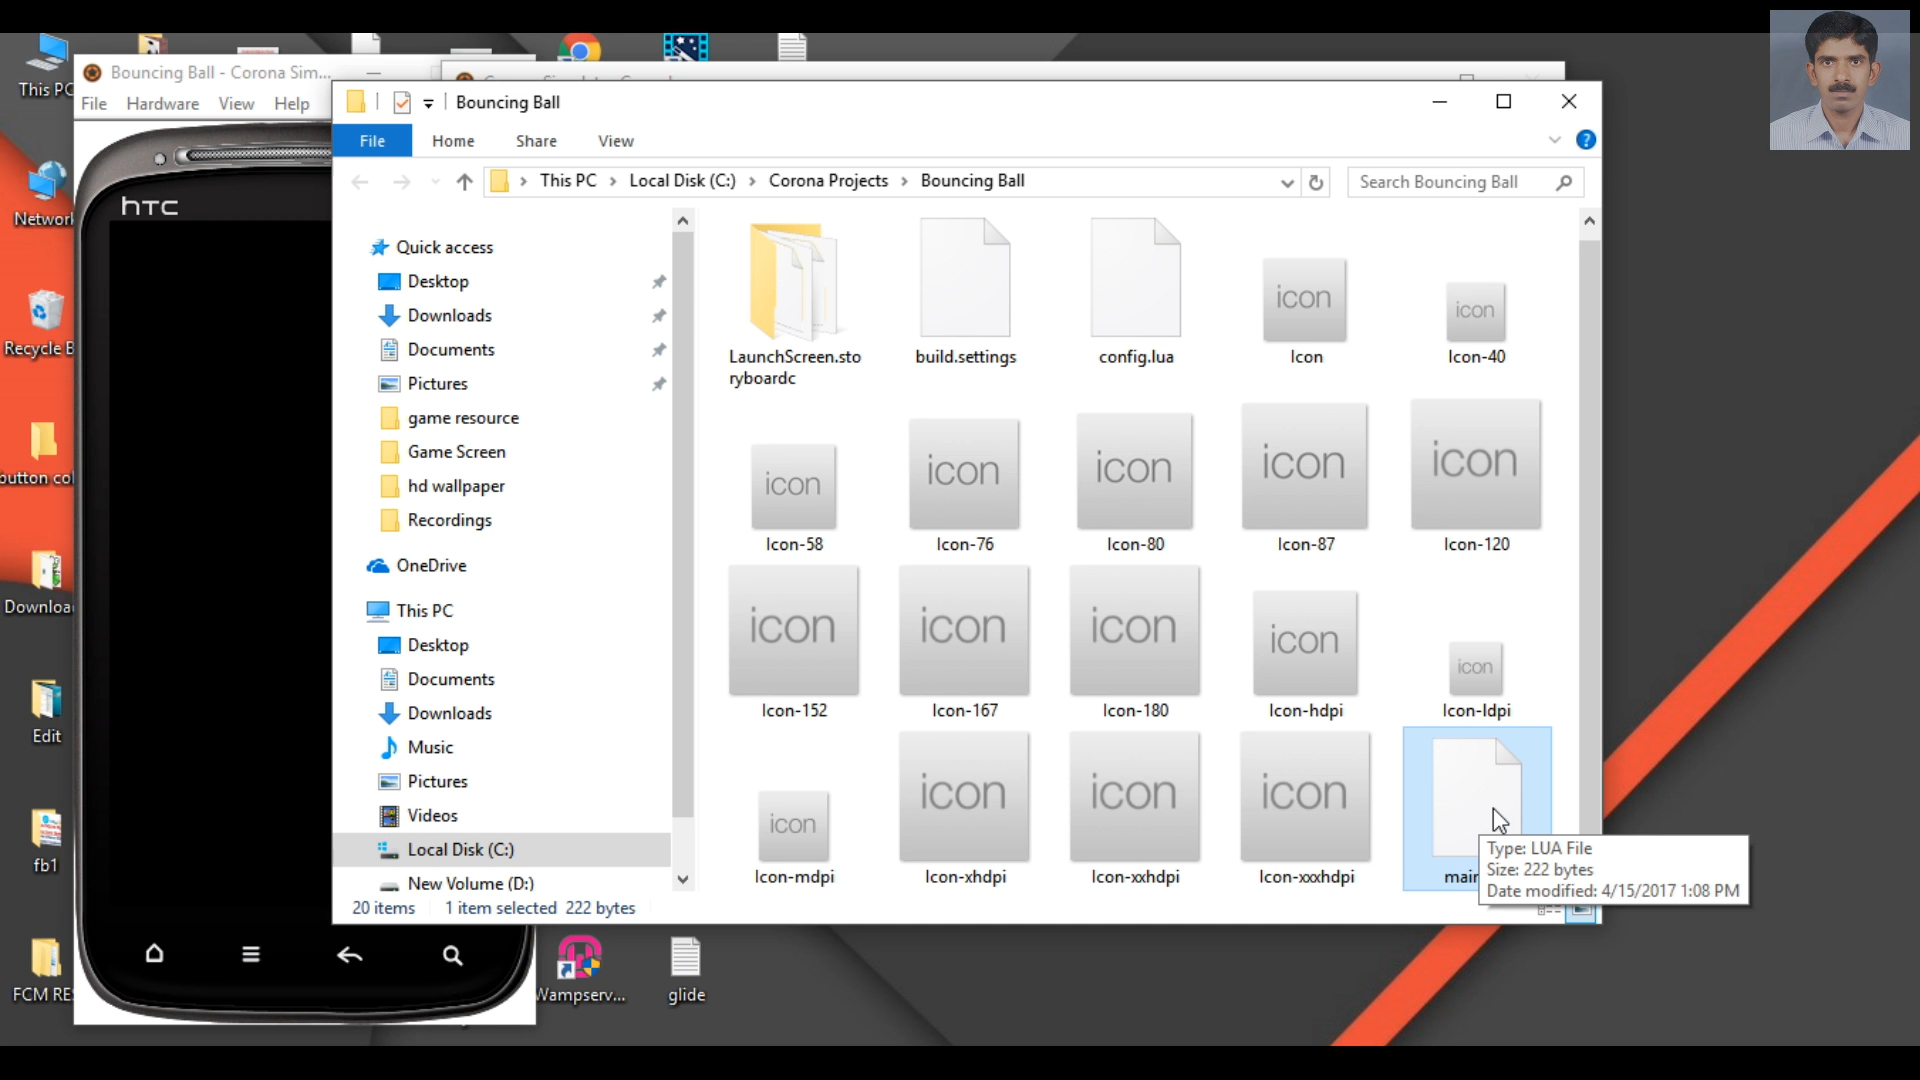 This PC
Bouncing Ball - Corona Sim...
File Hardware View Help
Bouncing Ball
File Home Share View
This PC Local Disk (C:) Corona Projects Bouncing Ball
Search Bouncing Ball
hTC
Network
Recycle B
button col
Downloa
Edit
fb1
FCM RES
Quick access
Desktop
Downloads
Documents
Pictures
game resource
Game Screen
hd wallpaper
Recordings
OneDrive
This PC
Desktop
Documents
Downloads
Music
Pictures
Videos
Local Disk (C:)
New Volume (D:)
icon icon
LaunchScreen.sto
ryboardc
build.settings config.lua Icon Icon-40
icon icon icon icon icon
Icon-58 Icon-76 Icon-80 Icon-87 Icon-120
icon icon icon icon icon
Icon-152 Icon-167 Icon-180 Icon-hdpi Icon-ldpi
icon icon icon icon
Icon-mdpi Icon-xhdpi Icon-xxhdpi Icon-xxxhdpi main
Type: LUA File
Size: 222 bytes
Date modified: 4/15/2017 1:08 PM
20 items 1 item selected 222 bytes
Wampserv...
glide